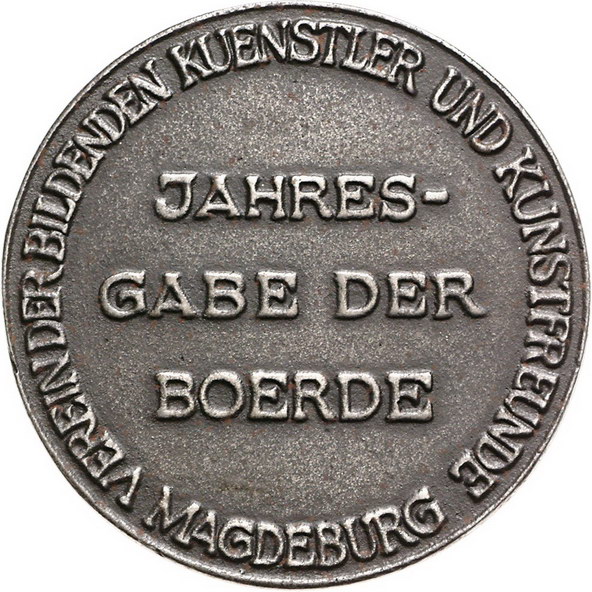 VEREIN DER BILDENDEN KUENSTLER UND KUNSTFREUNDE MAGDEBURG
JAHRES-
GABE DER
BOERDE